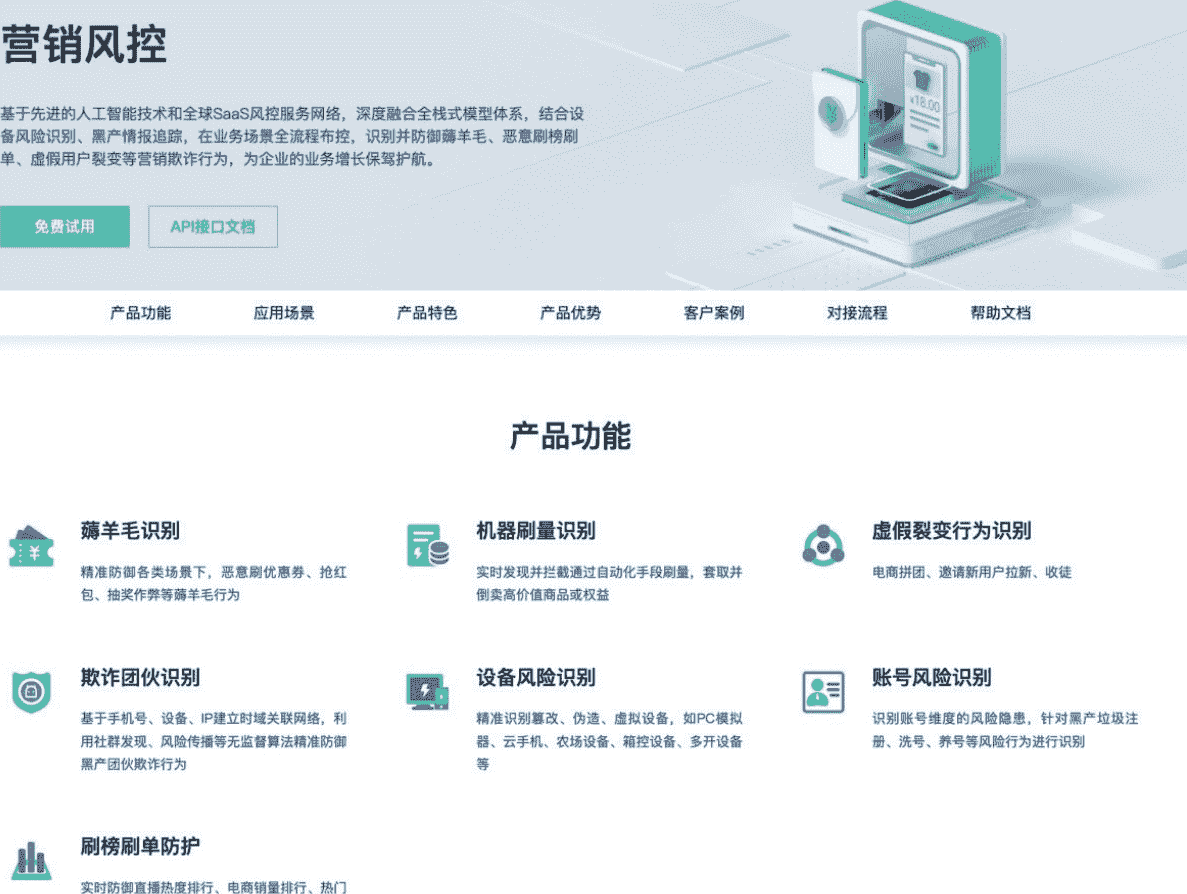 营销风控
基于先进的人工智能技术和全球SaaS风控服务网络，深度融合全栈式模型体系，结合设
备风险识别、黑产情报追踪，在业务场景全流程布控，识别并防御薅羊毛、恶意刷榜刷
单、虚假用户裂变等营销欺诈行为，为企业的业务增长保驾护航。
¥18.00
¥
免费试用
API接口文档
产品功能
应用场景
产品特色
产品优势
客户案例
对接流程
帮助文档
产品功能
¥
薅羊毛识别
精准防御各类场景下，恶意刷优惠券、抢红
包、抽奖作弊等薅羊毛行为
机器刷量识别
实时发现并拦截通过自动化手段刷量，套取并
倒卖高价值商品或权益
虚假裂变行为识别
电商拼团、邀请新用户拉新、收徒
欺诈团伙识别
基于手机号、设备、IP建立时域关联网络，利
用社群发现、风险传播等无监督算法精准防御
黑产团伙欺诈行为
设备风险识别
精准识别篡改、伪造、虚拟设备，如PC模拟
器、云手机、农场设备、箱控设备、多开设备
等
账号风险识别
识别账号维度的风险隐患，针对黑产垃圾注
册、洗号、养号等风险行为进行识别
刷榜刷单防护
实时防御直播热度排行、电商销量排行、热门